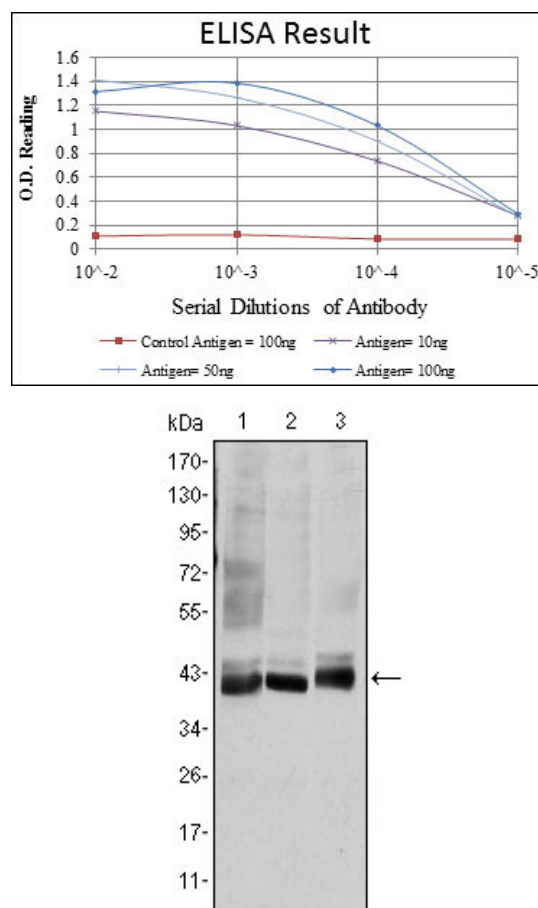 ELISA Result
1.6
1.4
1.2
1
0.8
0.6
0.4
0.2
0
O.D. Reading
10^-2 10^-3 10^-4 10^-5
Serial Dilutions of Antibody
Control Antigen = 100ng Antigen= 10ng
Antigen= 50ng Antigen= 100ng
kDa 1 2 3
170-
130-
95-
72-
55-
43- ←
34-
26-
17-
11-